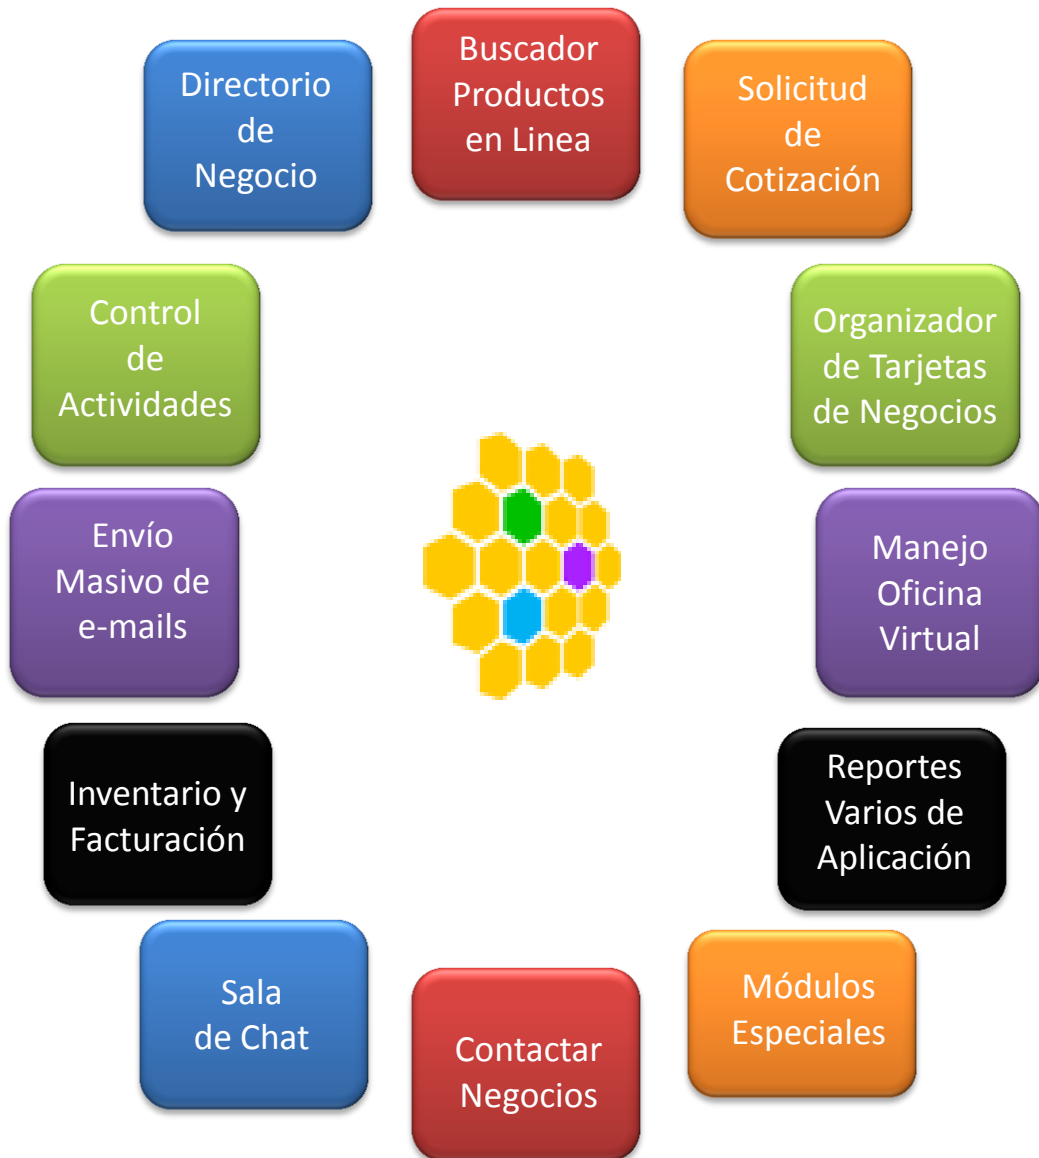 Directorio
de
Negocio
Buscador
Productos
en Linea
Solicitud
de
Cotización
Control
de
Actividades
Organizador
de Tarjetas
de Negocios
Envío
Masivo de
e-mails
Manejo
Oficina
Virtual
Inventario y
Facturación
Reportes
Varios de
Aplicación
Sala
de Chat
Contactar
Negocios
Módulos
Especiales